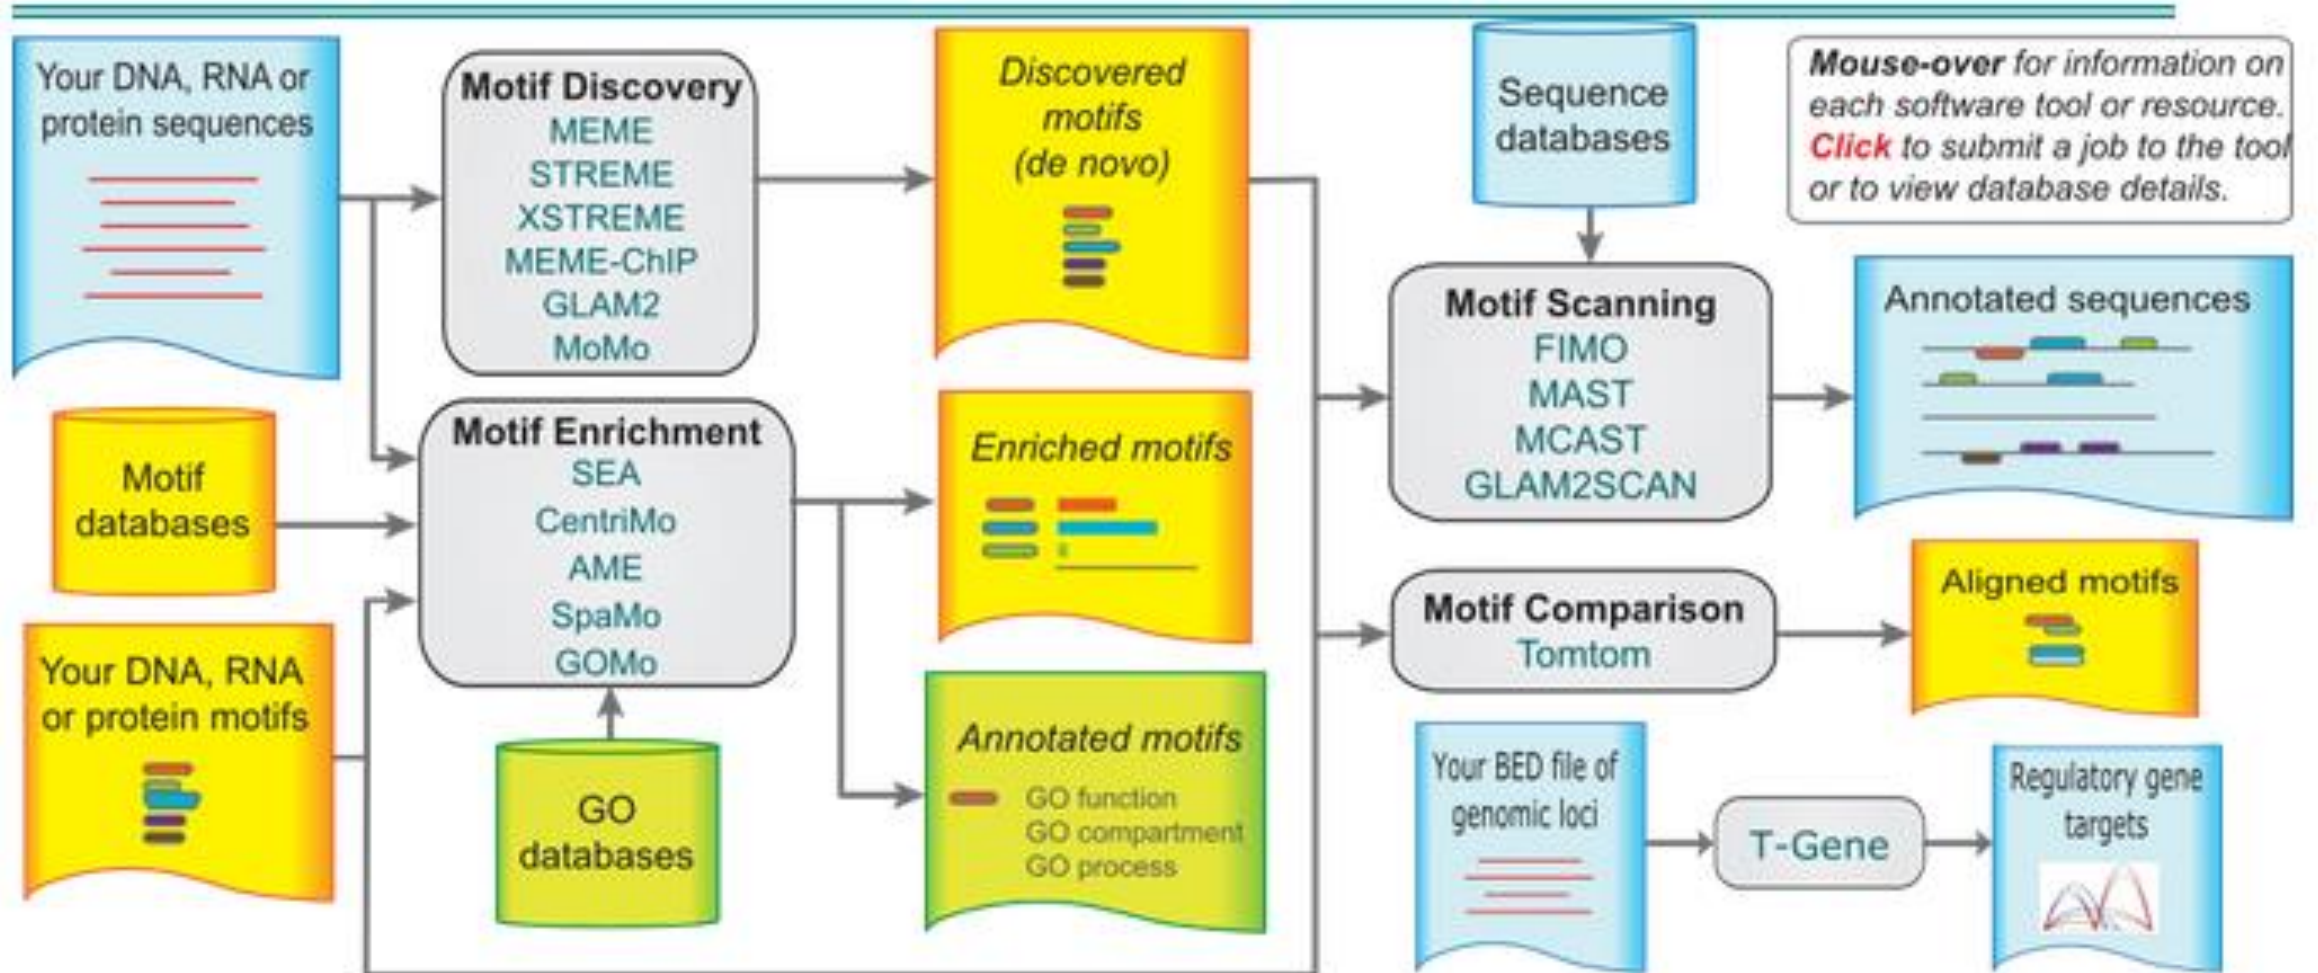 Your DNA, RNA or
protein sequences
Motif Discovery
MEME
STREME
XSTREME
MEME-ChIP
GLAM2
MoMo
Discovered
motifs
(de novo)
Sequence
databases
Mouse-over for information on
each software tool or resource.
Click to submit a job to the tool
or to view database details.
Motif Scanning
FIMO
MAST
MCAST
GLAM2SCAN
Annotated sequences
Motif
databases
Motif Enrichment
SEA
CentriMo
AME
SpaMo
GOMo
Enriched motifs
Motif Comparison
Tomtom
Aligned motifs
Your DNA, RNA
or protein motifs
GO
databases
Annotated motifs
GO function
GO compartment
GO process
Your BED file of
genomic loci
T-Gene
Regulatory gene
targets